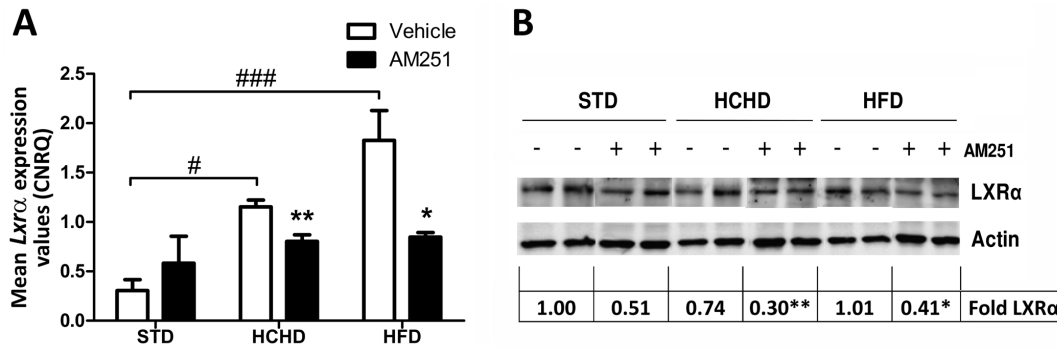 A
Vehicle
AM251
Mean Lxrα expression
values (CNRQ)
2.5
2.0
1.5
1.0
0.5
0.0
###
#
**
*
STD HCHD HFD
B
STD HCHD HFD
- - + + - - + + - - + + AM251
LXRα
Actin
1.00 0.51 0.74 0.30** 1.01 0.41* Fold LXRα